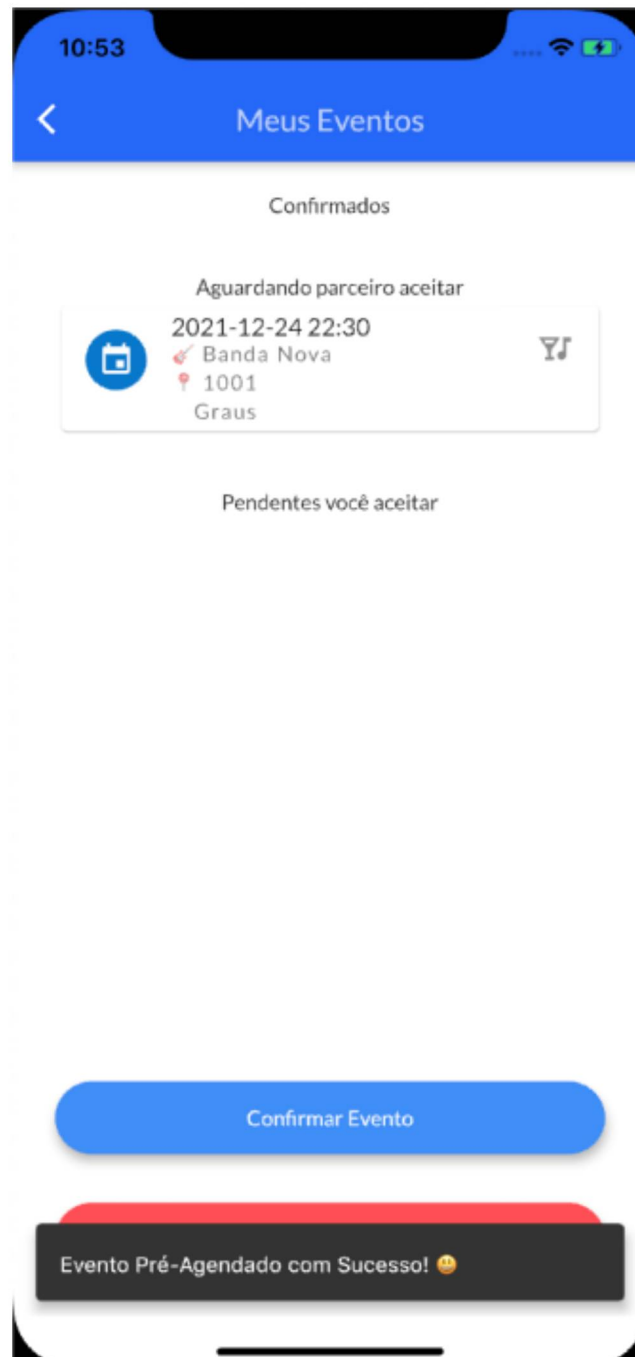 10:53
Meus Eventos
Confirmados
Aguardando parceiro aceitar
2021-12-24 22:30
Banda Nova
1001
Graus
Pendentes você aceitar
Confirmar Evento
Evento Pré-Agendado com Sucesso! 😃